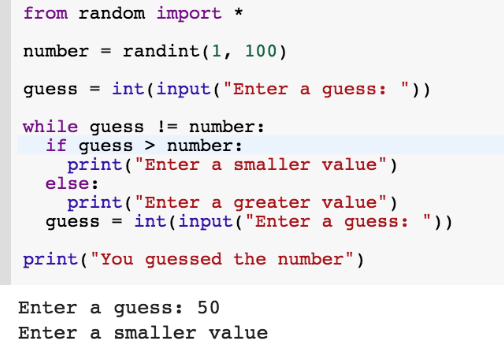 from random import *
number = randint(1, 100)
guess = int(input("Enter a guess: "))
while guess != number:
  if guess > number:
    print("Enter a smaller value")
  else:
    print("Enter a greater value")
  guess = int(input("Enter a guess: "))
print("You guessed the number")
Enter a guess: 50
Enter a smaller value